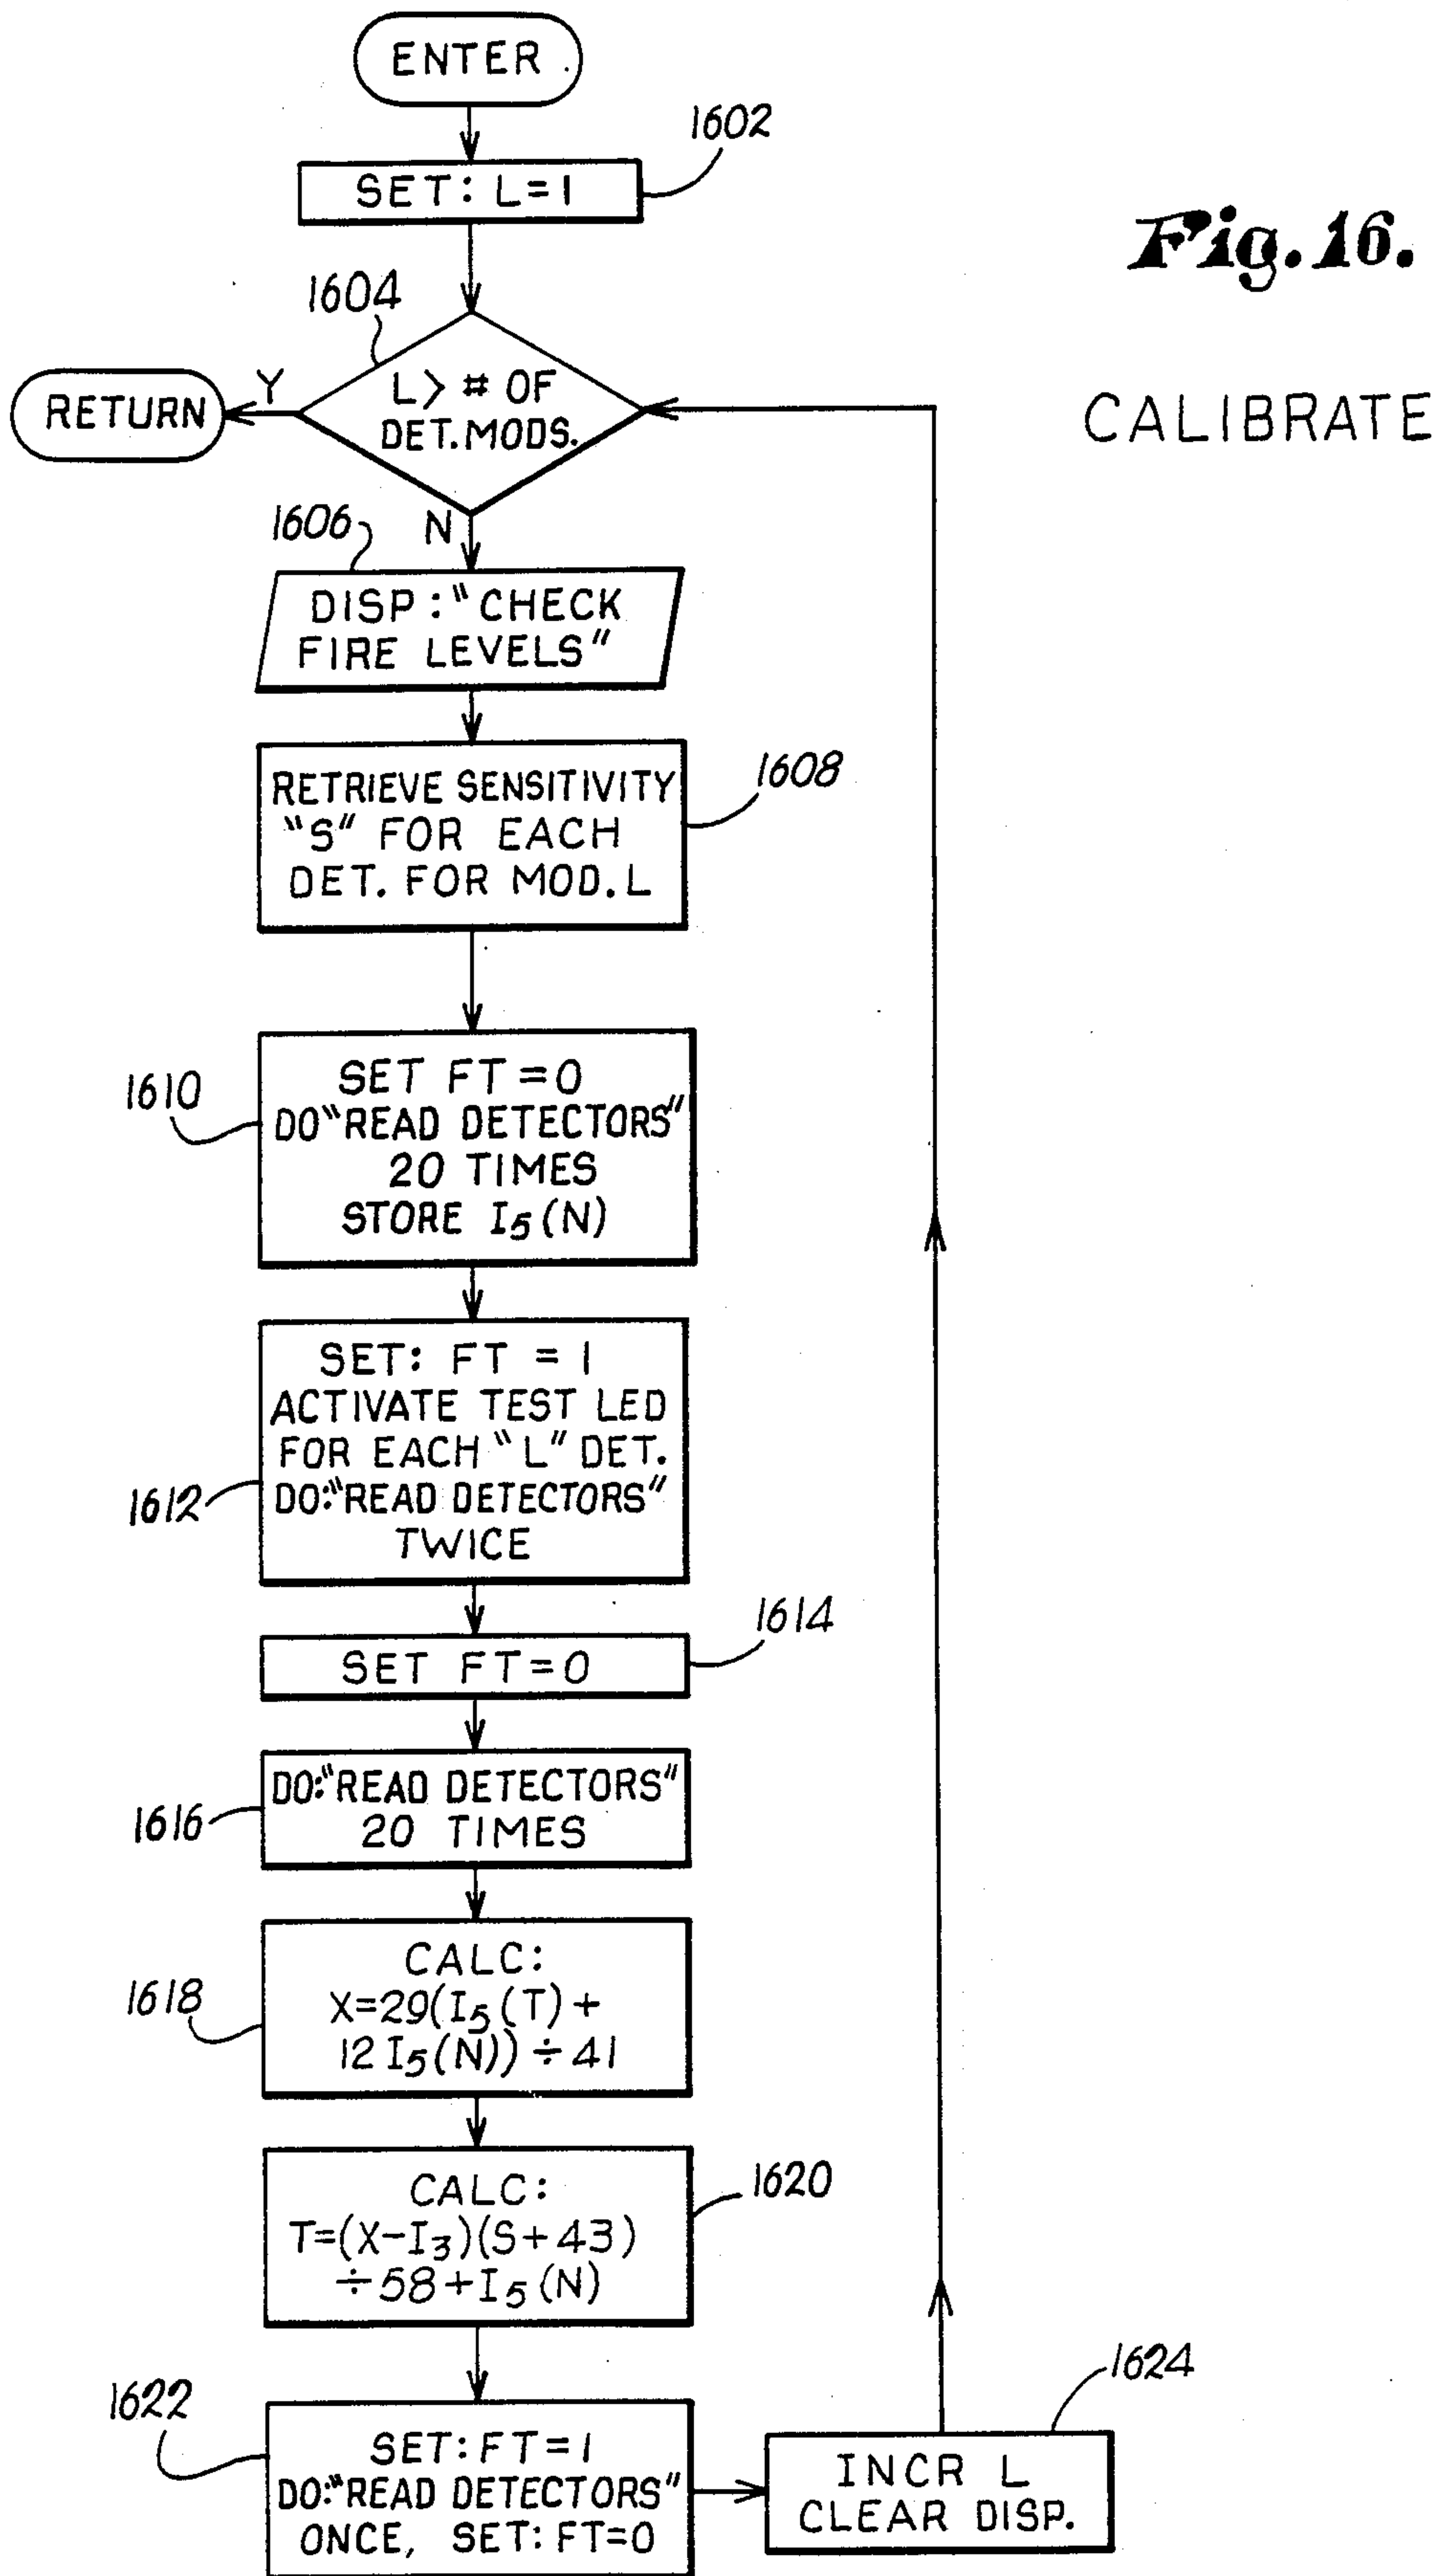 ENTER
1602
SET: L=1
Fig. 16.
1604
L> # OF
DET. MODS.
Y
RETURN
CALIBRATE
1606
N
DISP: "CHECK
FIRE LEVELS"
RETRIEVE SENSITIVITY
"S" FOR EACH
DET. FOR MOD. L
1608
SET FT = 0
DO "READ DETECTORS"
20 TIMES
STORE I5 (N)
1610
SET: FT = 1
ACTIVATE TEST LED
FOR EACH "L" DET.
DO: "READ DETECTORS"
TWICE
1612
1614
SET FT = 0
DO: "READ DETECTORS"
20 TIMES
1616
CALC:
X=29(I5(T)+
12 I5(N)) ÷ 41
1618
CALC:
T=(X-I3)(S+43)
÷58+I5(N)
1620
1622
SET: FT=1
DO: "READ DETECTORS"
ONCE, SET: FT=0
1624
INCR L
CLEAR DISP.